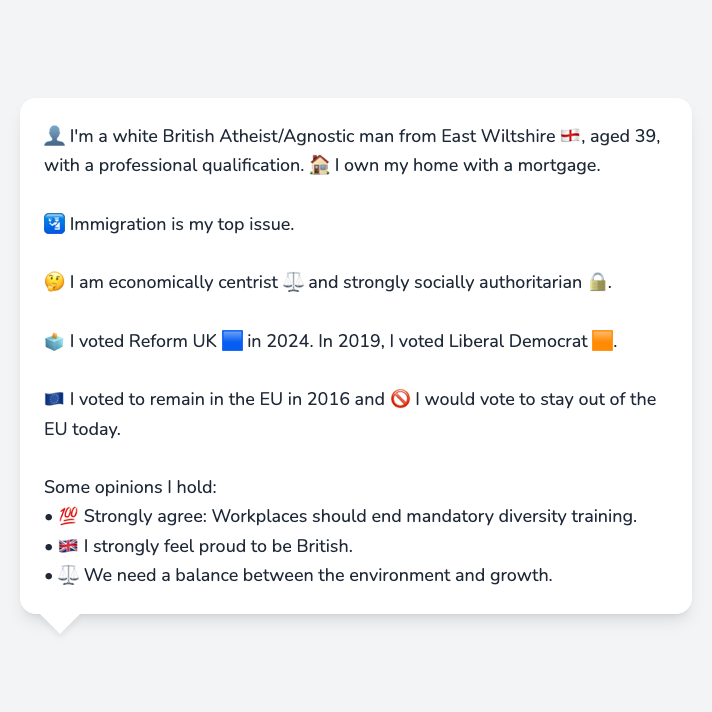 👤 I'm a white British Atheist/Agnostic man from East Wiltshire 🏴󠁧󠁢󠁥󠁮󠁧󠁿, aged 39,
with a professional qualification. 🏠 I own my home with a mortgage.
🛂 Immigration is my top issue.
🤔 I am economically centrist ⚖️ and strongly socially authoritarian 🔒.
🗳️ I voted Reform UK 🟦 in 2024. In 2019, I voted Liberal Democrat 🟧.
🇪🇺 I voted to remain in the EU in 2016 and 🚫 I would vote to stay out of the
EU today.
Some opinions I hold:
• 💯 Strongly agree: Workplaces should end mandatory diversity training.
• 🇬🇧 I strongly feel proud to be British.
• ⚖️ We need a balance between the environment and growth.